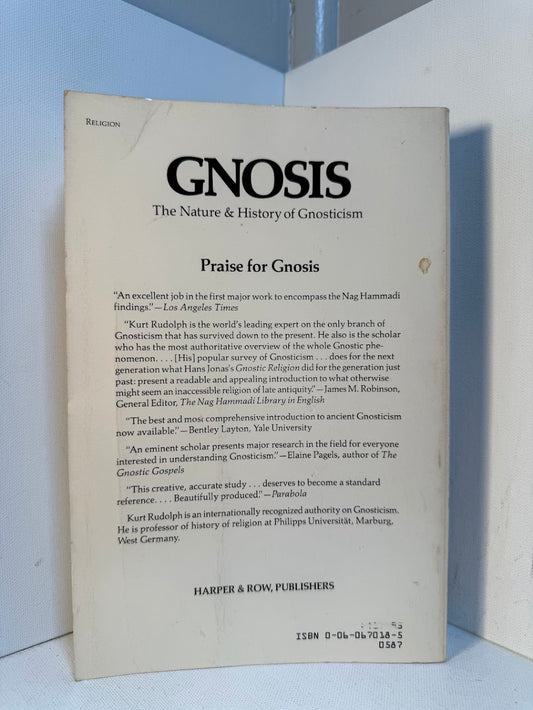 RELIGION
GNOSIS
The Nature & History of Gnosticism
Praise for Gnosis
"An excellent job in the first major work to encompass the Nag Hammadi
findings."—Los Angeles Times
"Kurt Rudolph is the world's leading expert on the only branch of
Gnosticism that has survived down to the present. He also is the scholar
who has the most authoritative overview of the whole Gnostic phe-
nomenon. . . . [His] popular survey of Gnosticism . . . does for the next
generation what Hans Jonas's Gnostic Religion did for the generation just
past: present a readable and appealing introduction to what otherwise
might seem an inaccessible religion of late antiquity."—James M. Robinson,
General Editor, The Nag Hammadi Library in English
"The best and most comprehensive introduction to ancient Gnosticism
now available."—Bentley Layton, Yale University
"An eminent scholar presents major research in the field for everyone
interested in understanding Gnosticism."—Elaine Pagels, author of The
Gnostic Gospels
"This creative, accurate study . . . deserves to become a standard
reference. . . . Beautifully produced."—Parabola
Kurt Rudolph is an internationally recognized authority on Gnosticism.
He is professor of history of religion at Philipps Universität, Marburg,
West Germany.
HARPER & ROW, PUBLISHERS
ISBN 0-06-067018-5
0587